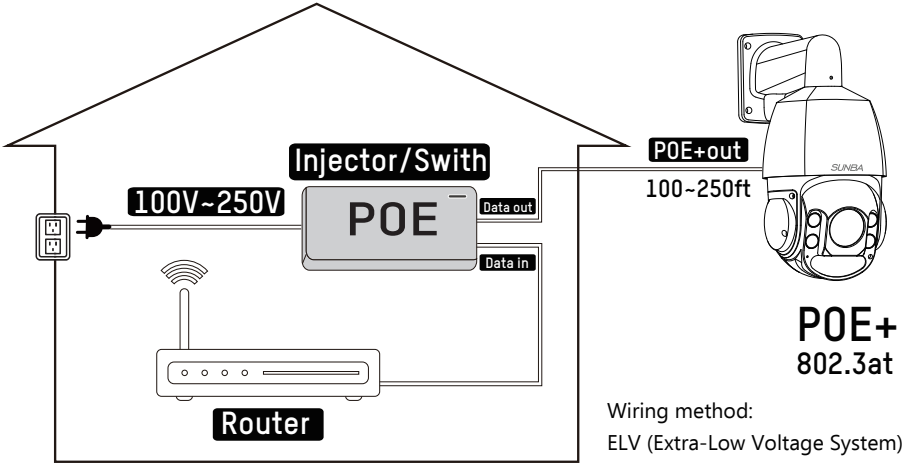 Injector/Swith
POE+out
100V~250V
POE
Data out
100~250ft
SUNBA
Data in
POE+
802.3at
Router
Wiring method:
ELV (Extra-Low Voltage System)